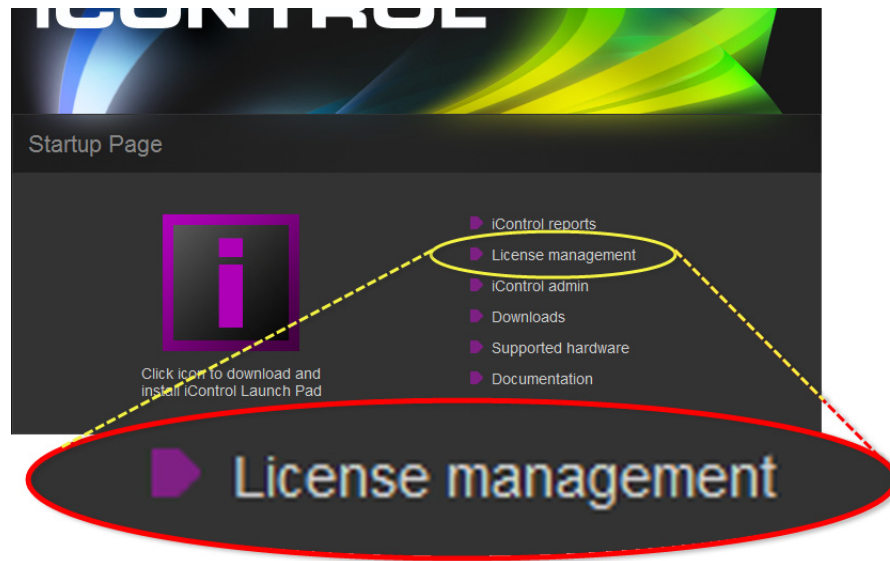 iCONTROL
Startup Page
iControl reports
License management
iControl admin
Downloads
Supported hardware
Documentation
Click icon to download and
install iControl Launch Pad
License management